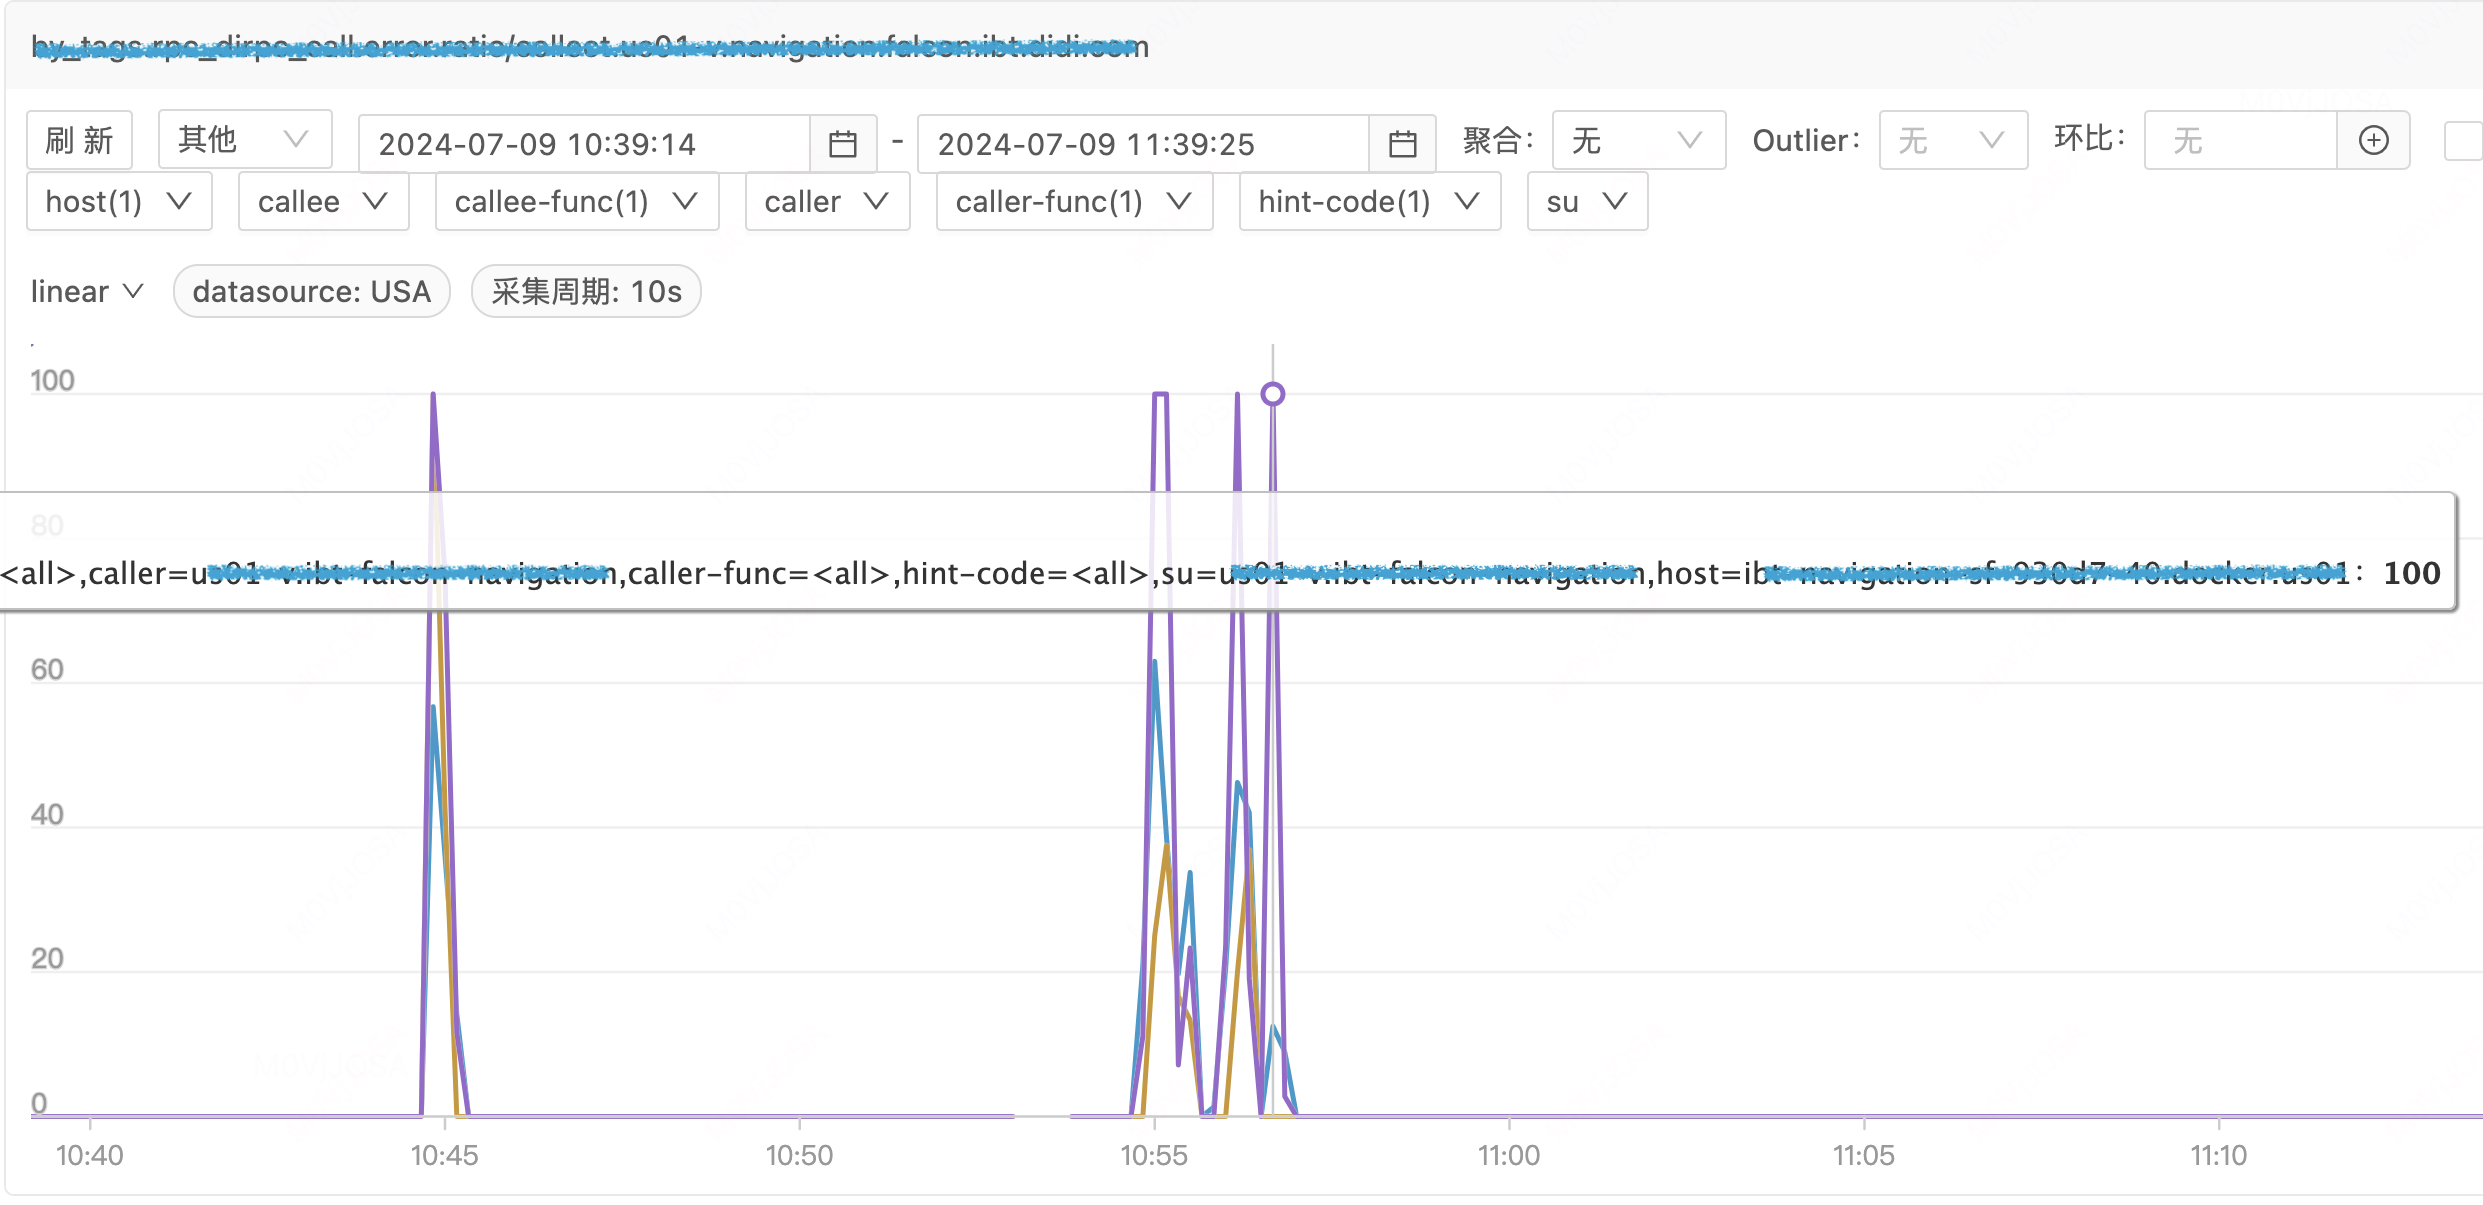 刷 新 其他 2024-07-09 10:39:14 - 2024-07-09 11:39:25 聚合: 无 Outlier: 无 环比: 无
host(1) callee callee-func(1) caller caller-func(1) hint-code(1) su
linear datasource: USA 采集周期: 10s
100
80
<all>,caller=u ,caller-func=<all>,hint-code=<all>,su=u ,host=ib : 100
60
40
20
0
10:40 10:45 10:50 10:55 11:00 11:05 11:10